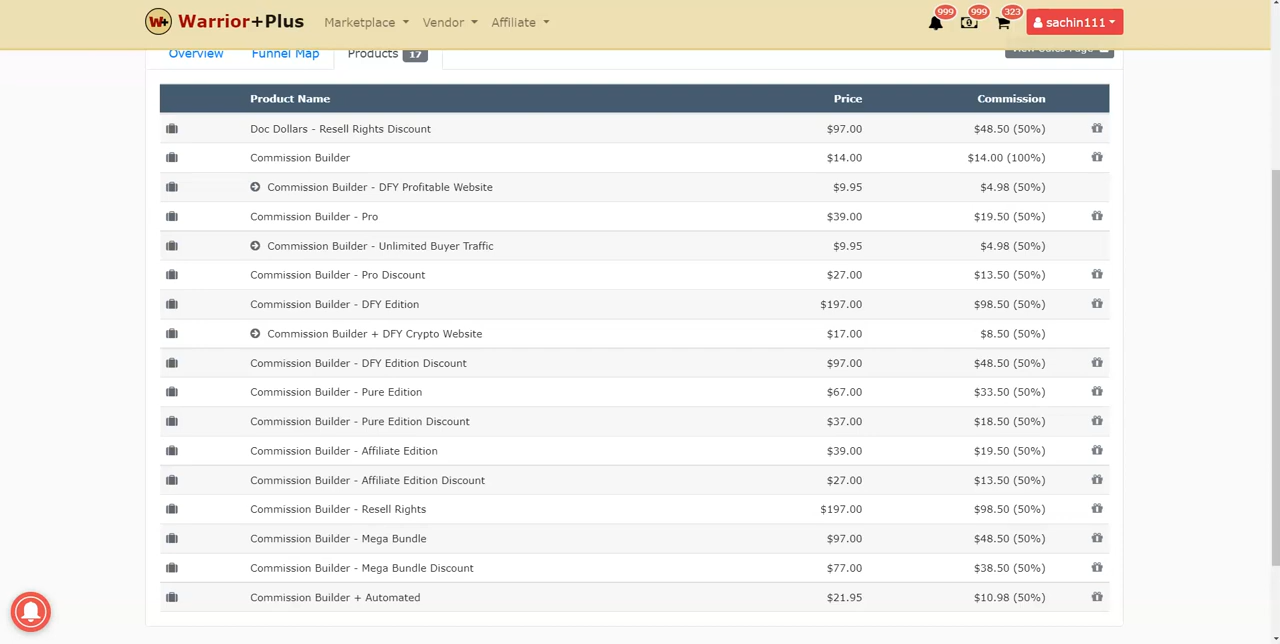 W+ Warrior+Plus Marketplace Vendor Affiliate 999 999 323 sachin111
Overview Funnel Map Products 17 View Sales Page
Product Name Price Commission
Doc Dollars - Resell Rights Discount $97.00 $48.50 (50%)
Commission Builder $14.00 $14.00 (100%)
Commission Builder - DFY Profitable Website $9.95 $4.98 (50%)
Commission Builder - Pro $39.00 $19.50 (50%)
Commission Builder - Unlimited Buyer Traffic $9.95 $4.98 (50%)
Commission Builder - Pro Discount $27.00 $13.50 (50%)
Commission Builder - DFY Edition $197.00 $98.50 (50%)
Commission Builder + DFY Crypto Website $17.00 $8.50 (50%)
Commission Builder - DFY Edition Discount $97.00 $48.50 (50%)
Commission Builder - Pure Edition $67.00 $33.50 (50%)
Commission Builder - Pure Edition Discount $37.00 $18.50 (50%)
Commission Builder - Affiliate Edition $39.00 $19.50 (50%)
Commission Builder - Affiliate Edition Discount $27.00 $13.50 (50%)
Commission Builder - Resell Rights $197.00 $98.50 (50%)
Commission Builder - Mega Bundle $97.00 $48.50 (50%)
Commission Builder - Mega Bundle Discount $77.00 $38.50 (50%)
Commission Builder + Automated $21.95 $10.98 (50%)